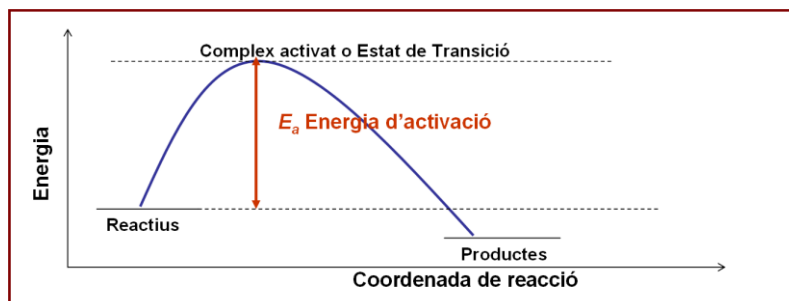 Complex activat o Estat de Transició
Ea Energia d'activació
Energia
Reactius
Productes
Coordenada de reacció